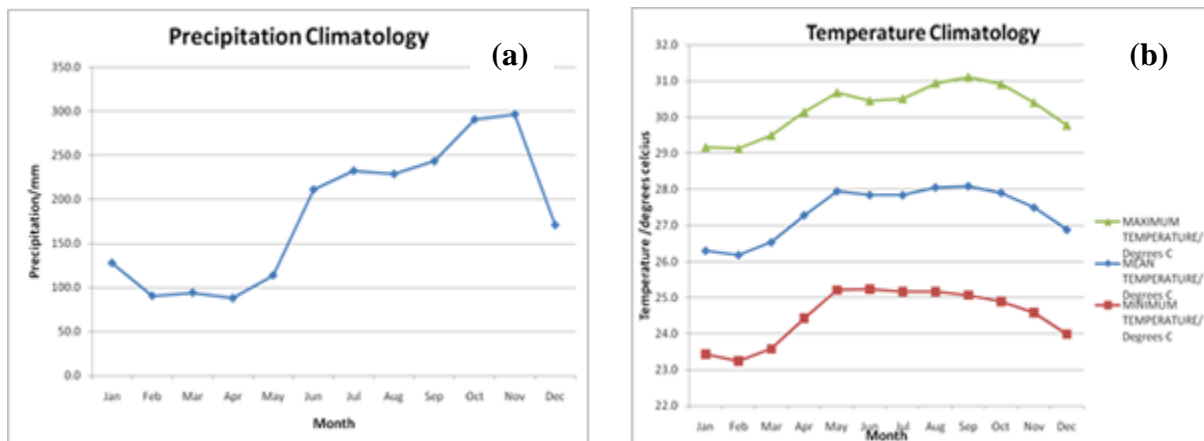 Precipitation Climatology
(a)
350.0
300.0
250.0
200.0
150.0
100.0
50.0
0.0
Precipitation/mm
Jan Feb Mar Apr May Jun Jul Aug Sep Oct Nov Dec
Month
Temperature Climatology
(b)
32.0
31.0
30.0
29.0
28.0
27.0
26.0
25.0
24.0
23.0
22.0
Temperature /degrees celcius
Jan Feb Mar Apr May Jun Jul Aug Sep Oct Nov Dec
Month
MAXIMUM
TEMPERATURE/
Degrees C
MEAN
TEMPERATURE/
Degrees C
MINIMUM
TEMPERATURE/
Degrees C